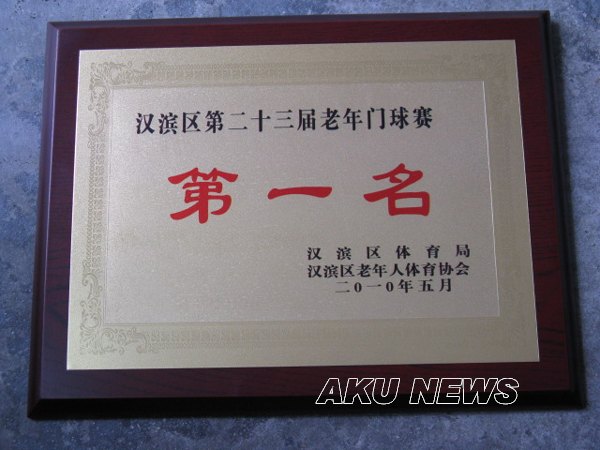 汉滨区第二十三届老年门球赛
第一名
汉滨区体育局
汉滨区老年人体育协会
二0一0年五月
AKU NEWS